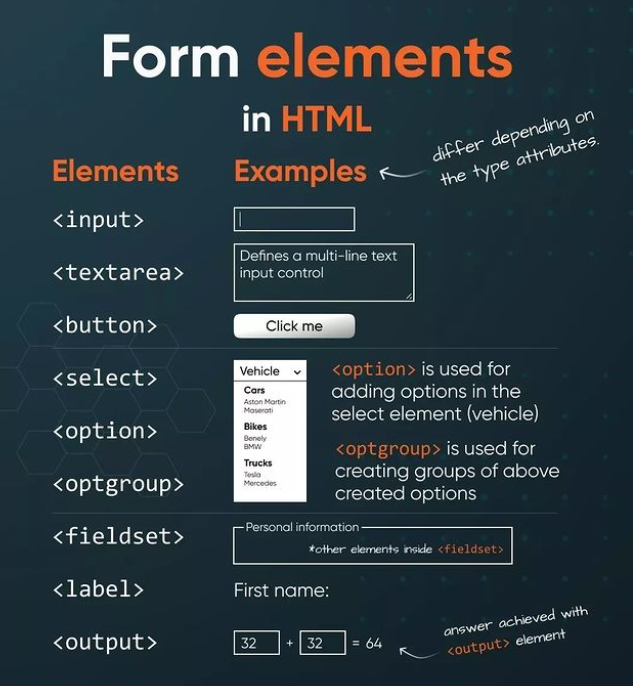 Form elements
in HTML
differ depending on
the type attributes.
Elements
Examples
<input>
<textarea>
Defines a multi-line text
input control
<button>
Click me
<select>
<option>
<optgroup>
Vehicle
Cars
Aston Martin
Maserati
Bikes
Benely
BMW
Trucks
Tesla
Mercedes
<option> is used for
adding options in the
select element (vehicle)
<optgroup> is used for
creating groups of above
created options
<fieldset>
Personal information
*other elements inside <fieldset>
<label>
First name:
<output>
32 + 32 = 64
answer achieved with
<output> element